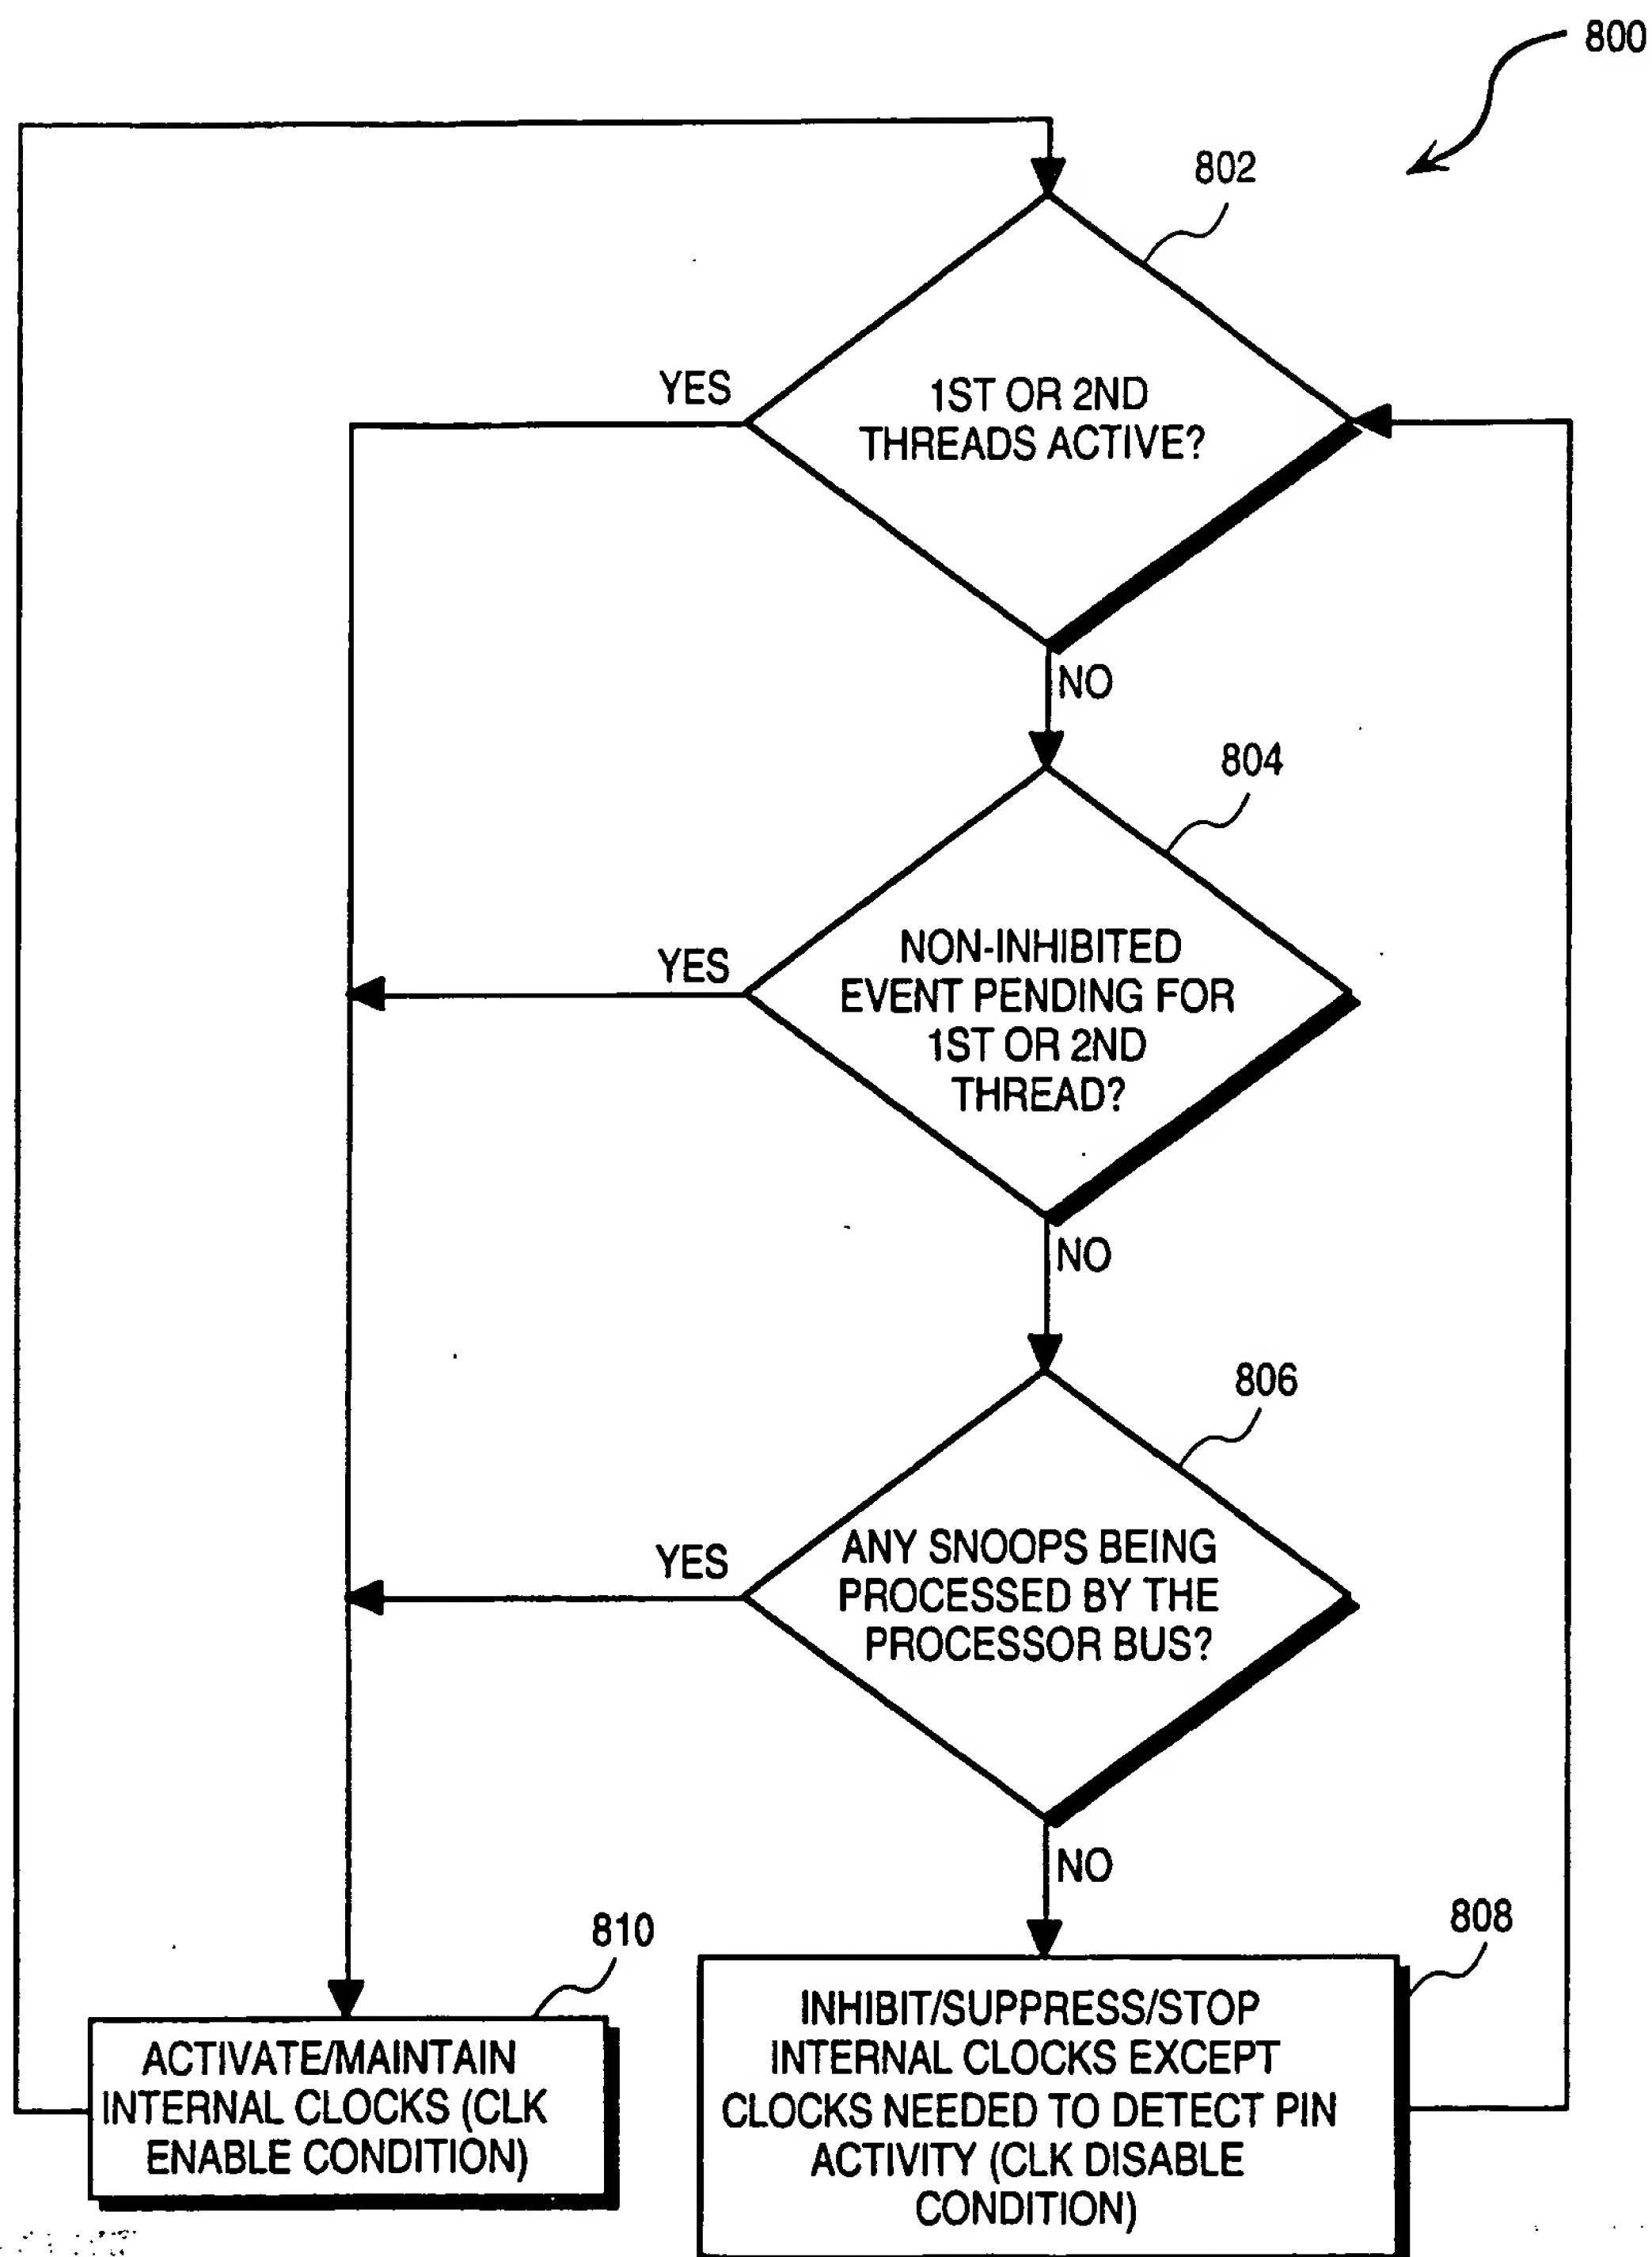 800
802
YES
1ST OR 2ND
THREADS ACTIVE?
NO
804
YES
NON-INHIBITED
EVENT PENDING FOR
1ST OR 2ND
THREAD?
NO
806
YES
ANY SNOOPS BEING
PROCESSED BY THE
PROCESSOR BUS?
NO
810
ACTIVATE/MAINTAIN
INTERNAL CLOCKS (CLK
ENABLE CONDITION)
808
INHIBIT/SUPPRESS/STOP
INTERNAL CLOCKS EXCEPT
CLOCKS NEEDED TO DETECT PIN
ACTIVITY (CLK DISABLE
CONDITION)